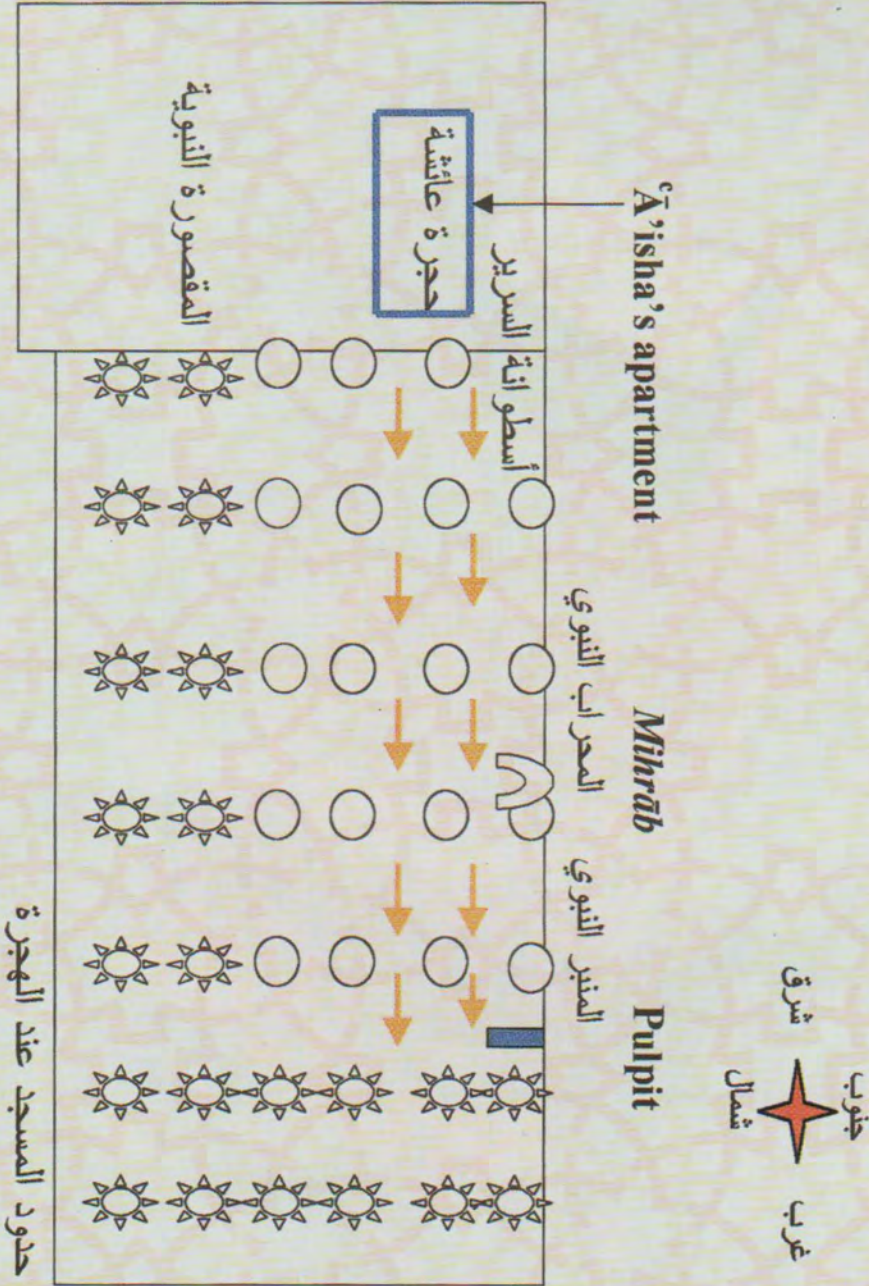 جنوب
شرق
غرب
شمال
ʿĀ’isha’s apartment
Mihrāb
Pulpit
المحراب النبوي
المنبر النبوي
أسطوانة السرير
حجرة عائشة
المقصورة النبوية
حدود المسجد عند الهجرة